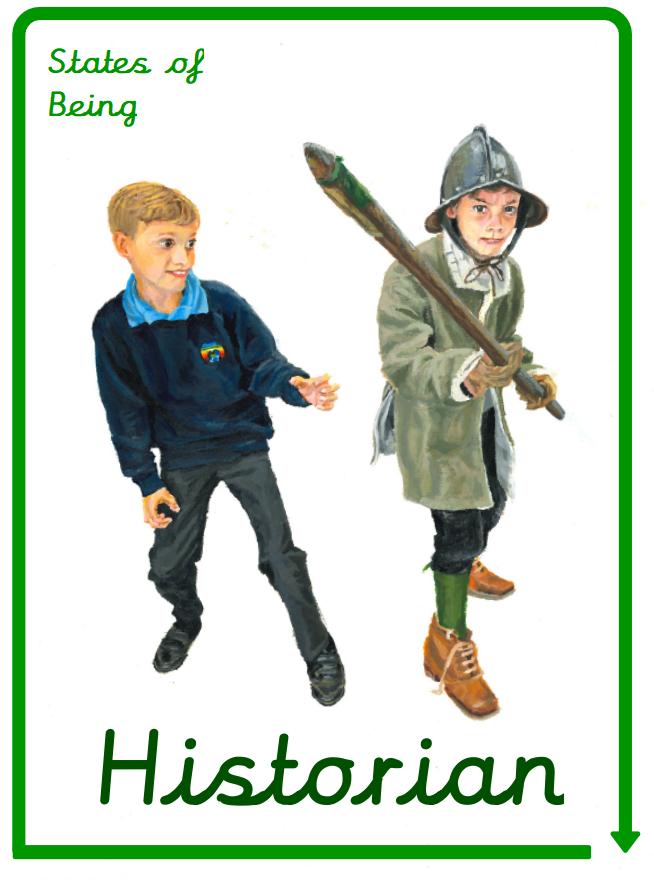 States of
Being
Historian